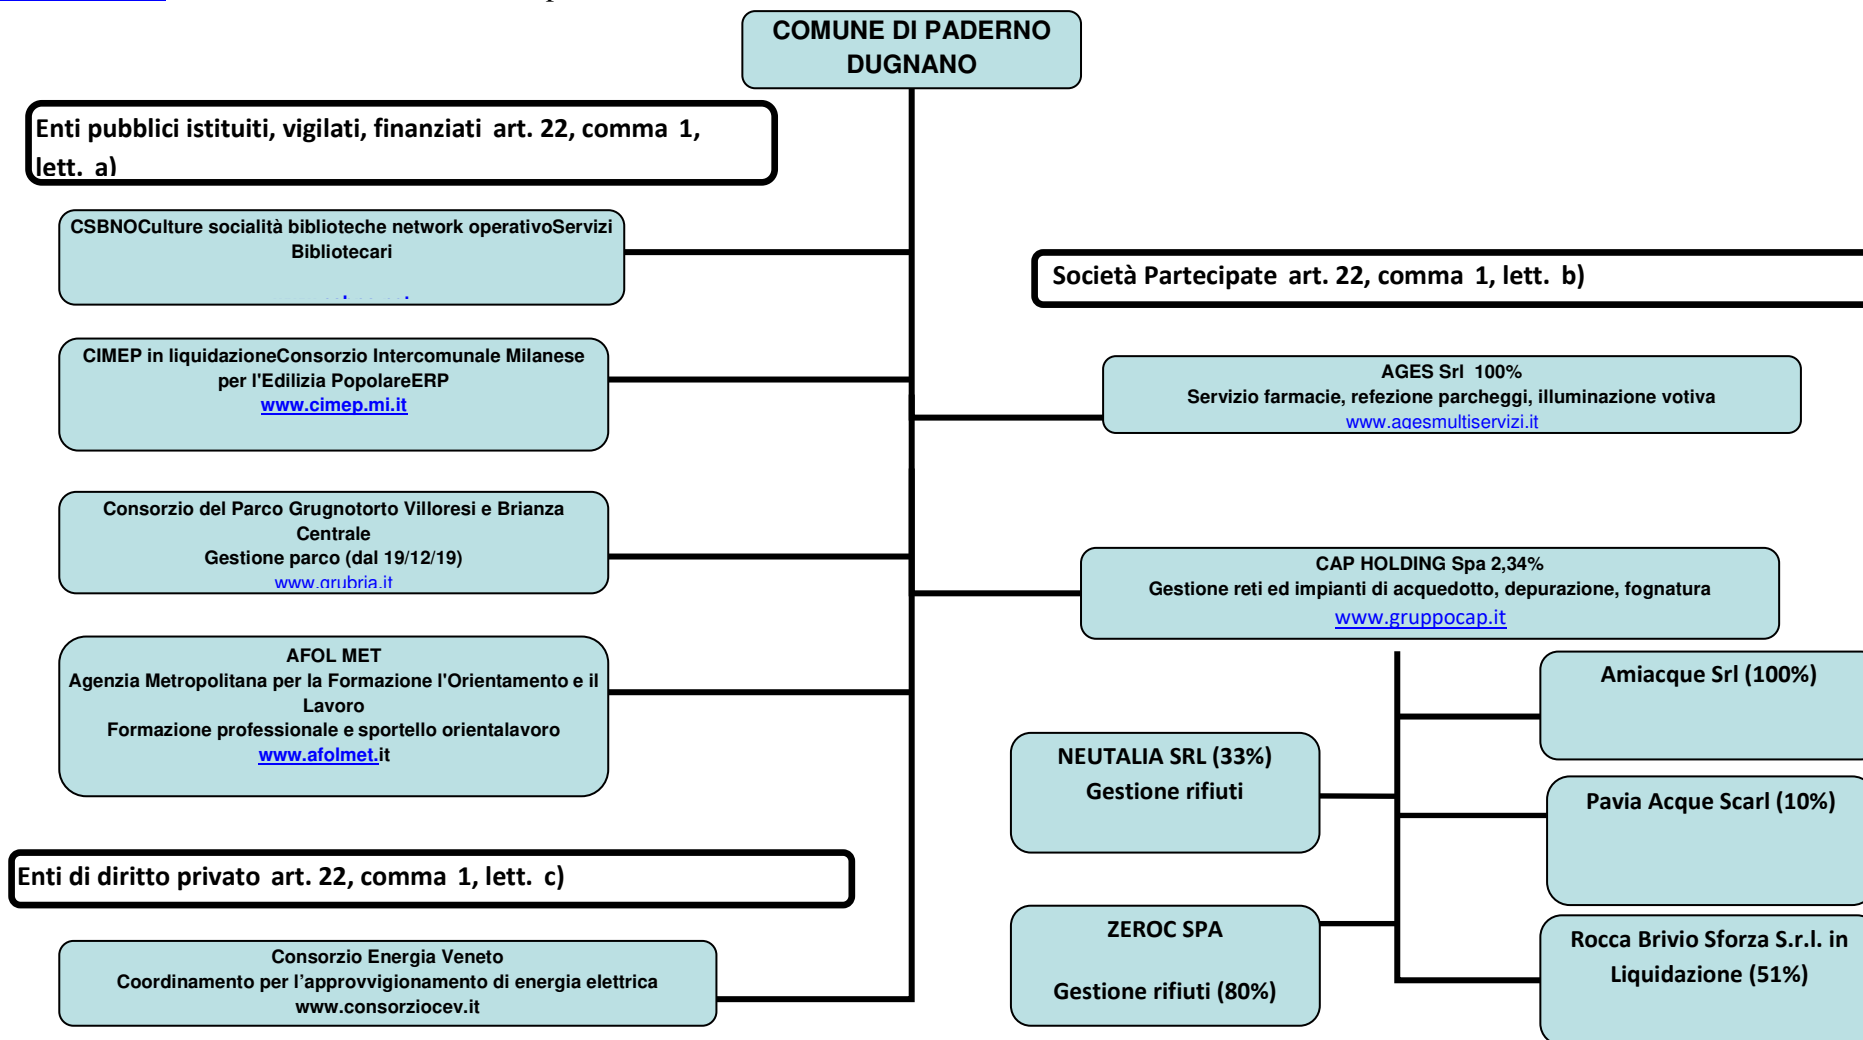 COMUNE DI PADERNO
DUGNANO
Enti pubblici istituiti, vigilati, finanziati art. 22, comma 1,
lett. a)
CSBNOCulture socialità biblioteche network operativoServizi
Bibliotecari
CIMEP in liquidazioneConsorzio Intercomunale Milanese
per l'Edilizia PopolareERP
www.cimep.mi.it
Consorzio del Parco Grugnotorto Villoresi e Brianza
Centrale
Gestione parco (dal 19/12/19)
www.grubria.it
AFOL MET
Agenzia Metropolitana per la Formazione l'Orientamento e il
Lavoro
Formazione professionale e sportello orientalavoro
www.afolmet.it
Enti di diritto privato art. 22, comma 1, lett. c)
Consorzio Energia Veneto
Coordinamento per l’approvvigionamento di energia elettrica
www.consorziocev.it
Società Partecipate art. 22, comma 1, lett. b)
AGES Srl 100%
Servizio farmacie, refezione parcheggi, illuminazione votiva
www.agesmultiservizi.it
CAP HOLDING Spa 2,34%
Gestione reti ed impianti di acquedotto, depurazione, fognatura
www.gruppocap.it
NEUTALIA SRL (33%)
Gestione rifiuti
ZEROC SPA
Gestione rifiuti (80%)
Amiacque Srl (100%)
Pavia Acque Scarl (10%)
Rocca Brivio Sforza S.r.l. in
Liquidazione (51%)